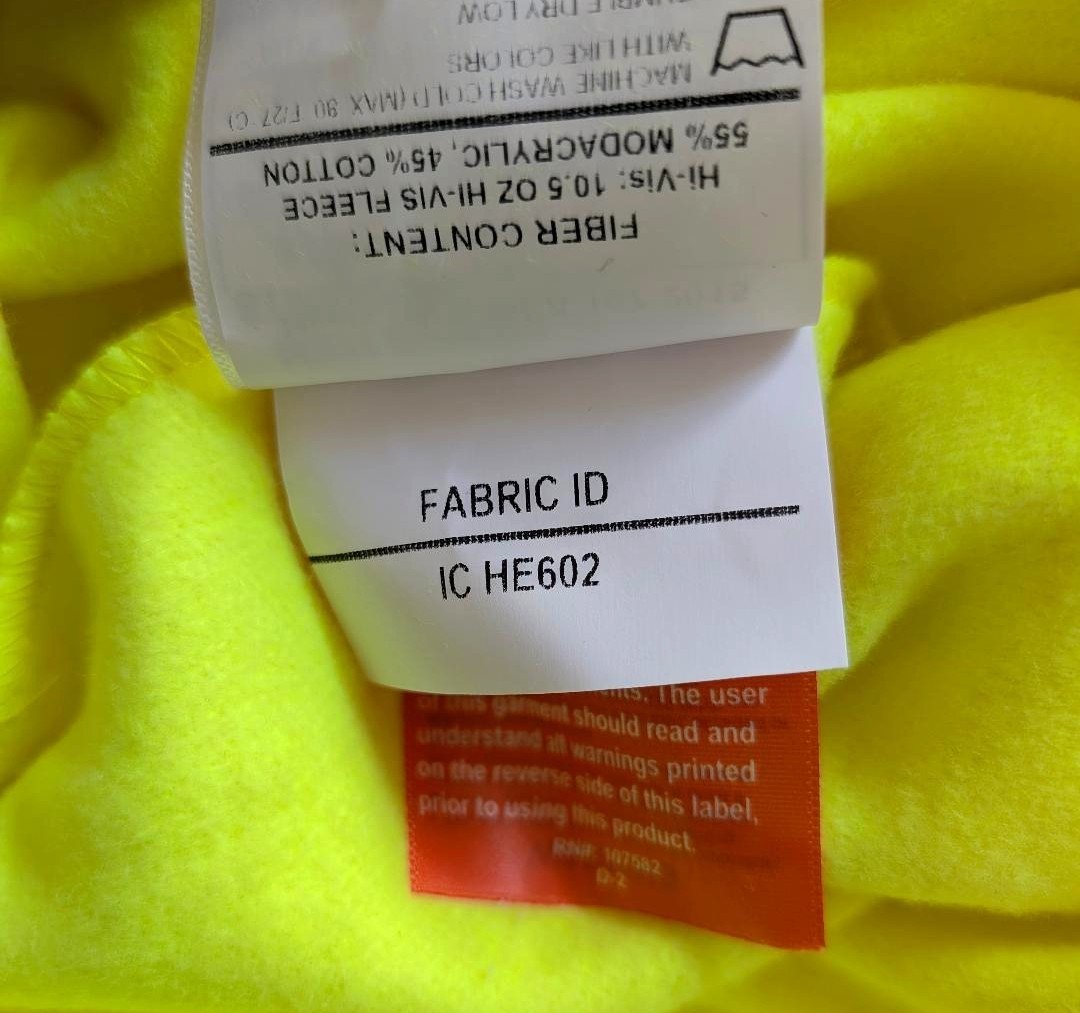 FIBER CONTENT:
Hi-Vis: 10.5 OZ HI-VIS FLEECE
55% MODACRYLIC, 45% COTTON
MACHINE WASH COLD (MAX 80 F/27 C)
WITH LIKE COLORS
TUMBLE DRY LOW
FABRIC ID
IC HE602
The user
of this garment should read and
understand all warnings printed
on the reverse side of this label,
prior to using this product.
RN#: 107582
D-2